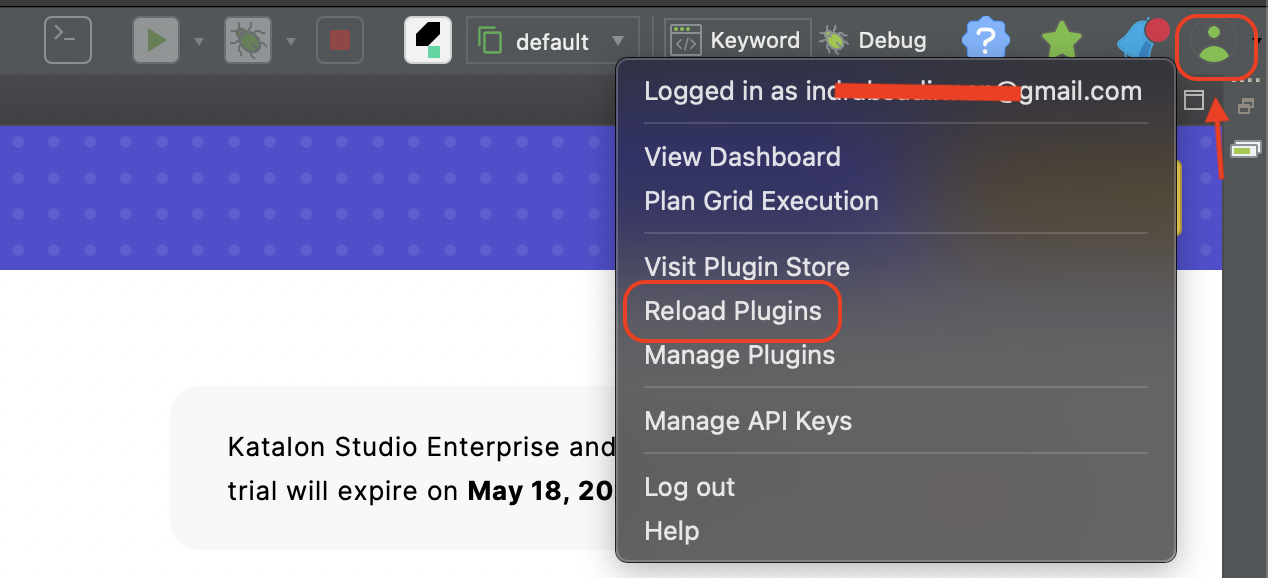 default
Keyword
Debug
Logged in as ind @gmail.com
View Dashboard
Plan Grid Execution
Visit Plugin Store
Reload Plugins
Manage Plugins
Manage API Keys
Log out
Help
Katalon Studio Enterprise and
trial will expire on May 18, 20